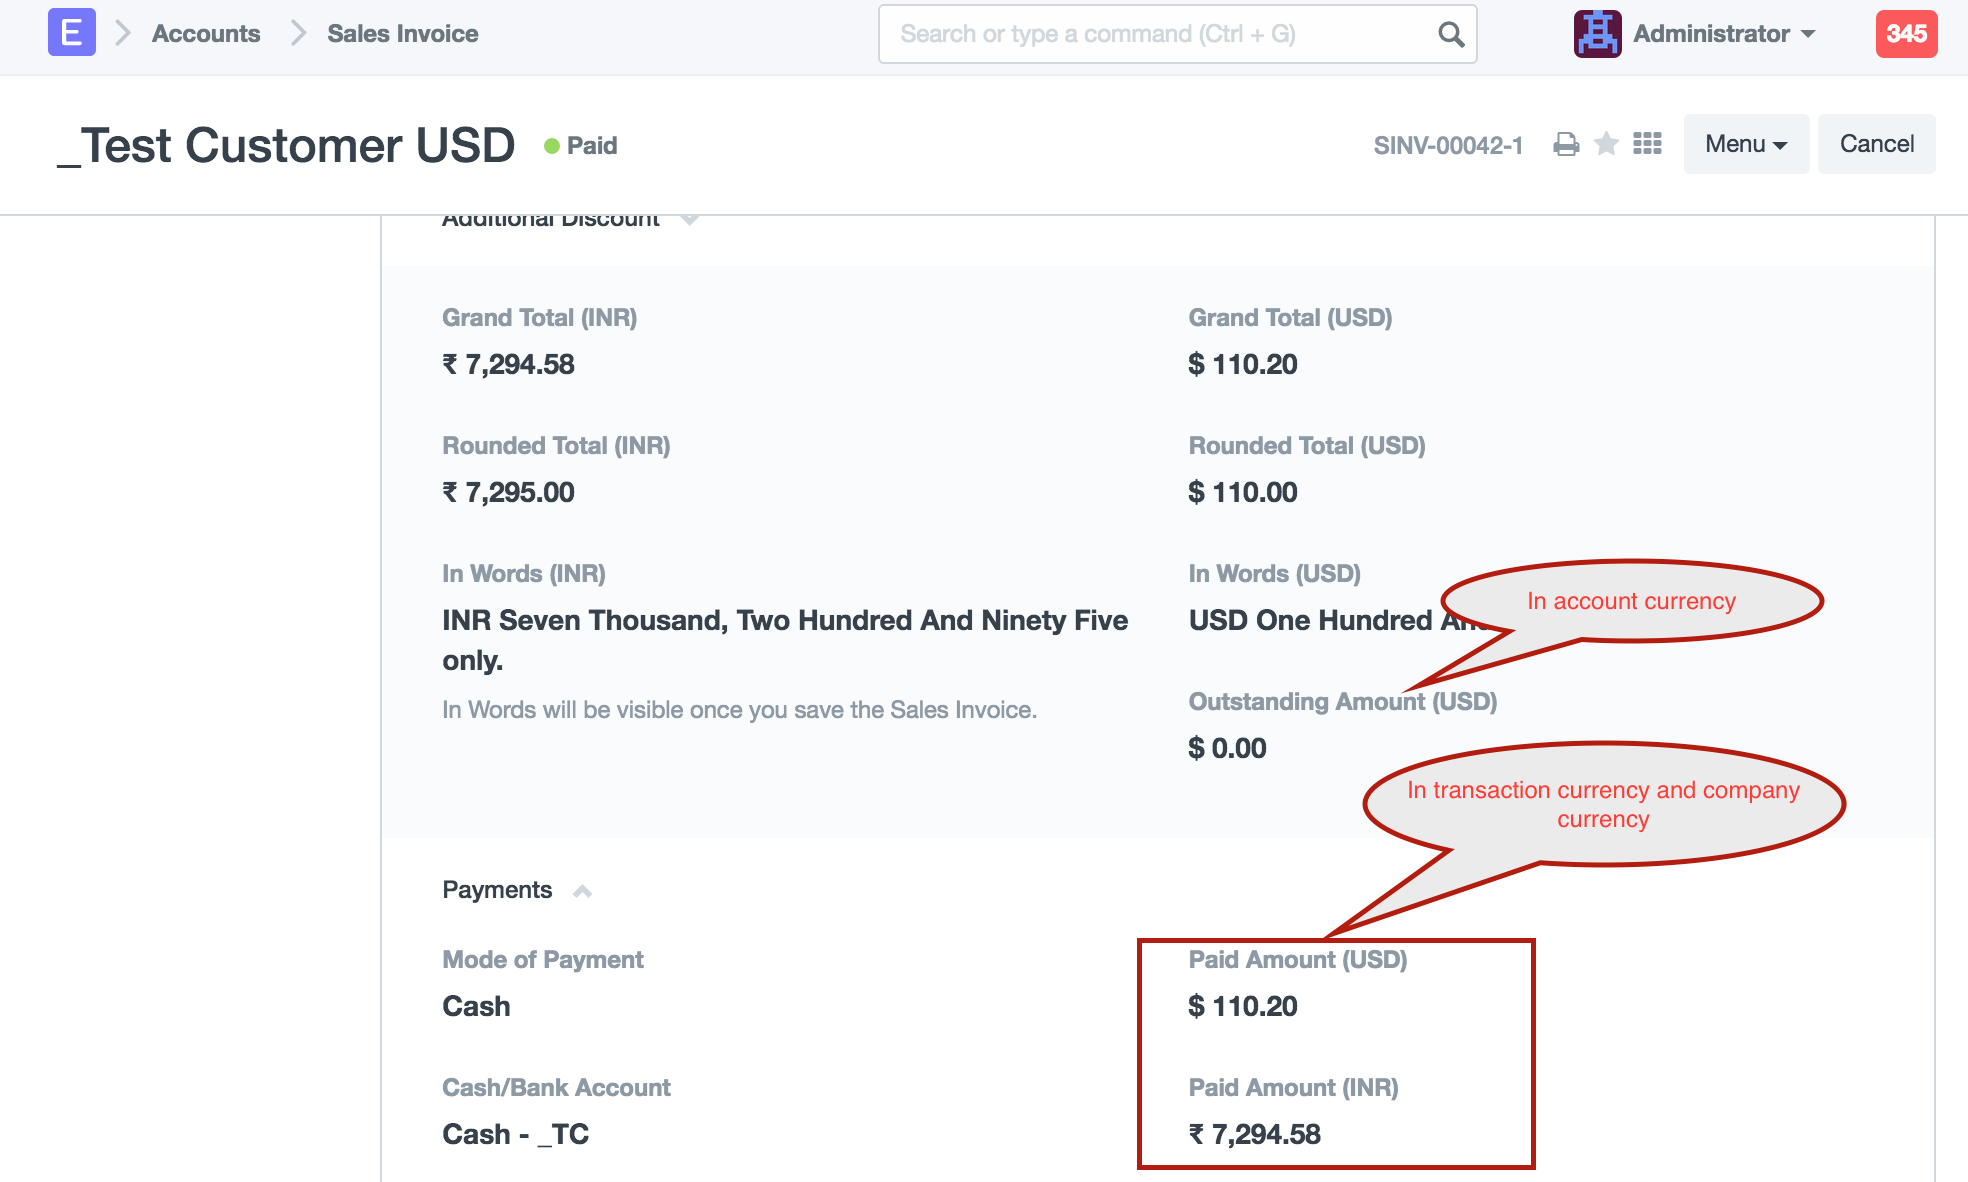 E Accounts Sales Invoice Search or type a command (Ctrl + G) Administrator 345
_Test Customer USD Paid SINV-00042-1 Menu Cancel
Additional Discount
Grand Total (INR) Grand Total (USD)
₹ 7,294.58 $ 110.20
Rounded Total (INR) Rounded Total (USD)
₹ 7,295.00 $ 110.00
In Words (INR) In Words (USD)
In account currency
INR Seven Thousand, Two Hundred And Ninety Five USD One Hundred And
only.
In Words will be visible once you save the Sales Invoice. Outstanding Amount (USD)
$ 0.00
In transaction currency and company
currency
Payments
Mode of Payment Paid Amount (USD)
Cash $ 110.20
Cash/Bank Account Paid Amount (INR)
Cash - _TC ₹ 7,294.58